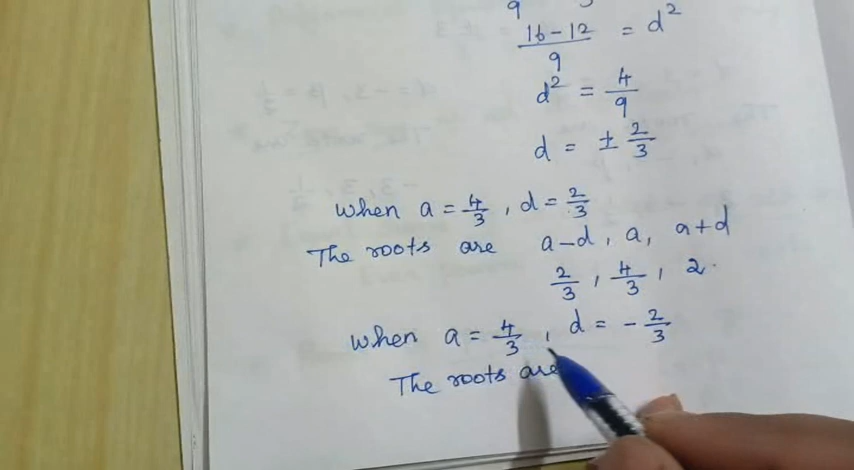 9
16-12/9 = d²
d² = 4/9
d = ± 2/3
when a = 4/3, d = 2/3
The roots are a-d, a, a+d
2/3, 4/3, 2.
when a = 4/3, d = -2/3
The roots are